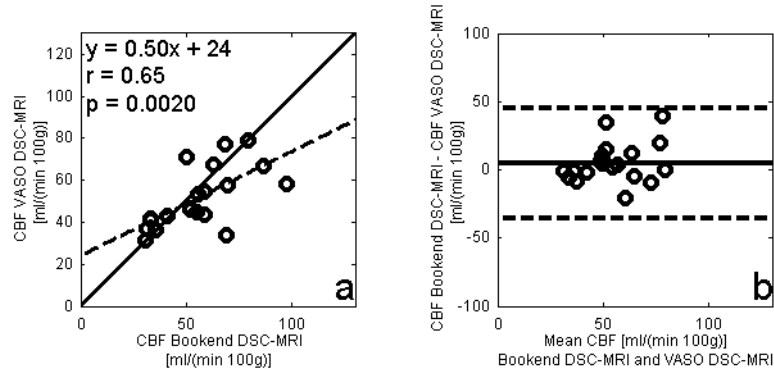 y = 0.50x + 24
r = 0.65
p = 0.0020
120
100
80
60
40
20
0
0
50
100
CBF VASO DSC-MRI
[ml/(min 100g)]
CBF Bookend DSC-MRI
[ml/(min 100g)]
a
100
50
0
-50
-100
0
50
100
CBF Bookend DSC-MRI - CBF VASO DSC-MRI
[ml/(min 100g)]
Mean CBF [ml/(min 100g)]
Bookend DSC-MRI and VASO DSC-MRI
b